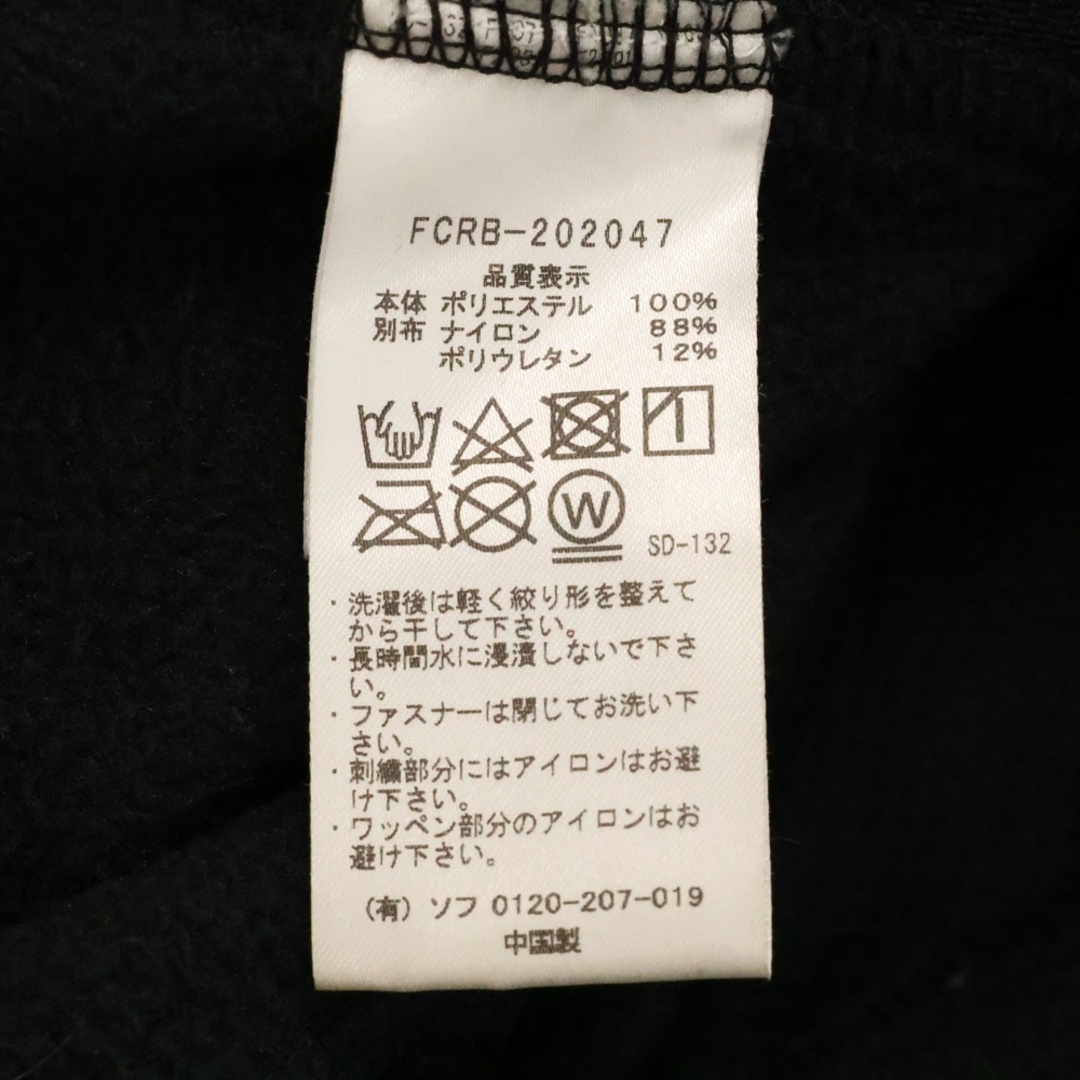 FCRB-202047
品質表示
本体 ポリエステル 100%
別布 ナイロン 88%
ポリウレタン 12%
W
SD-132
・洗濯後は軽く絞り形を整えて
から干して下さい。
・長時間水に浸漬しないで下さ
い。
・ファスナーは閉じてお洗い下
さい。
・刺繍部分にはアイロンはお避
け下さい。
・ワッペン部分のアイロンはお
避け下さい。
(有) ソフ 0120-207-019
中国製